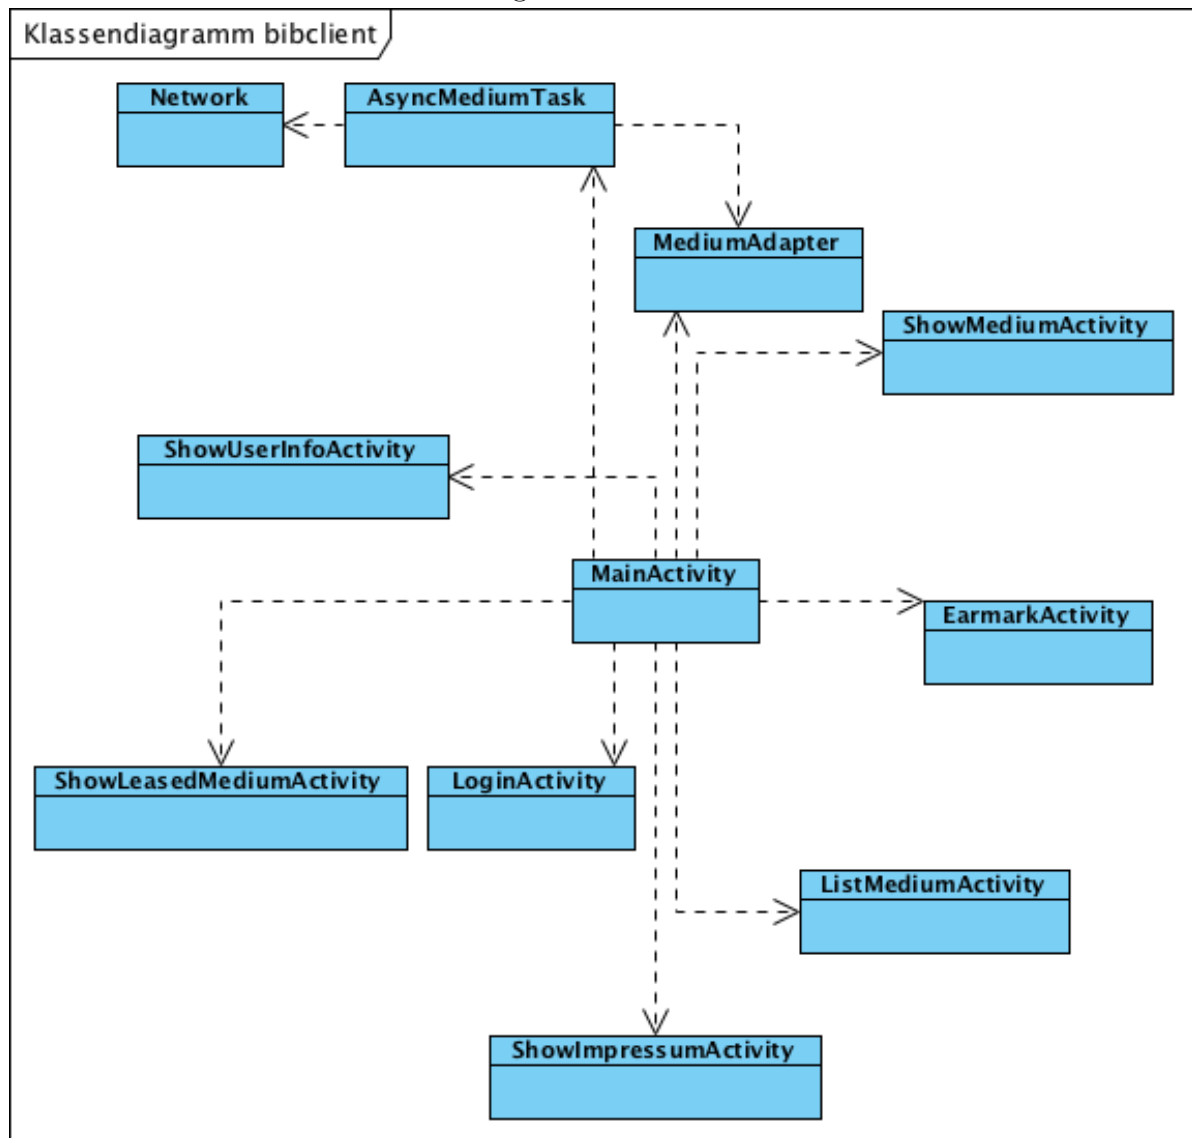 Klassendiagramm bibclient
Network
AsyncMediumTask
MediumAdapter
ShowMediumActivity
ShowUserInfoActivity
MainActivity
EarmarkActivity
ShowLeasedMediumActivity
LoginActivity
ListMediumActivity
ShowImpressumActivity